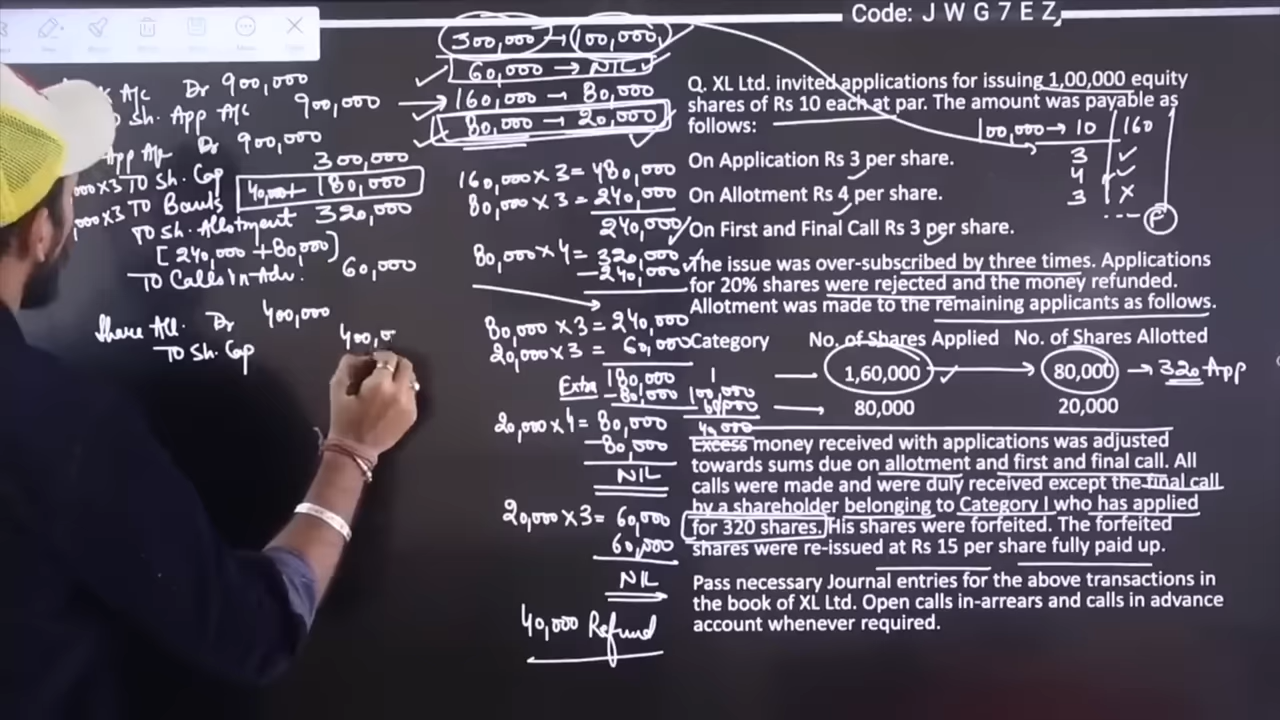 Code: J W G 7 E Z
300,000 → 100,000
60,000 → NIL
160,000 → 80,000
80,000 → 20,000
A/c Dr 900,000
Sh. App A/c 900,000
App A/c Dr 900,000
000×3 To Sh. Cap 300,000
000×3 To Bank 40,000+ 180,000
To Sh. Allotment 320,000
[240,000 + 80,000]
To Calls In Adv. 60,000
Share All. Dr 400,000
To Sh. Cap 400,0
160,000 × 3 = 480,000
80,000 × 3 = 240,000
240,000
80,000 × 4 = 320,000
-240,000
80,000 × 3 = 240,000
20,000 × 3 = 60,000
Extra 180,000
-80,000 100,000
60,000
20,000 × 4 = 80,000 40,000
-80,000
NIL
20,000 × 3 = 60,000
60,000
NIL
40,000 Refund
Q. XL Ltd. invited applications for issuing 1,00,000 equity
shares of Rs 10 each at par. The amount was payable as
follows:
100,000 → 10 160
3
4
3 x
F
On Application Rs 3 per share.
On Allotment Rs 4 per share.
On First and Final Call Rs 3 per share.
The issue was over-subscribed by three times. Applications
for 20% shares were rejected and the money refunded.
Allotment was made to the remaining applicants as follows.
Category No. of Shares Applied No. of Shares Allotted
1 1,60,000 80,000 → 320 App
80,000 20,000
Excess money received with applications was adjusted
towards sums due on allotment and first and final call. All
calls were made and were duly received except the final call
by a shareholder belonging to Category I who has applied
for 320 shares. His shares were forfeited. The forfeited
shares were re-issued at Rs 15 per share fully paid up.
Pass necessary Journal entries for the above transactions in
the book of XL Ltd. Open calls in-arrears and calls in advance
account whenever required.